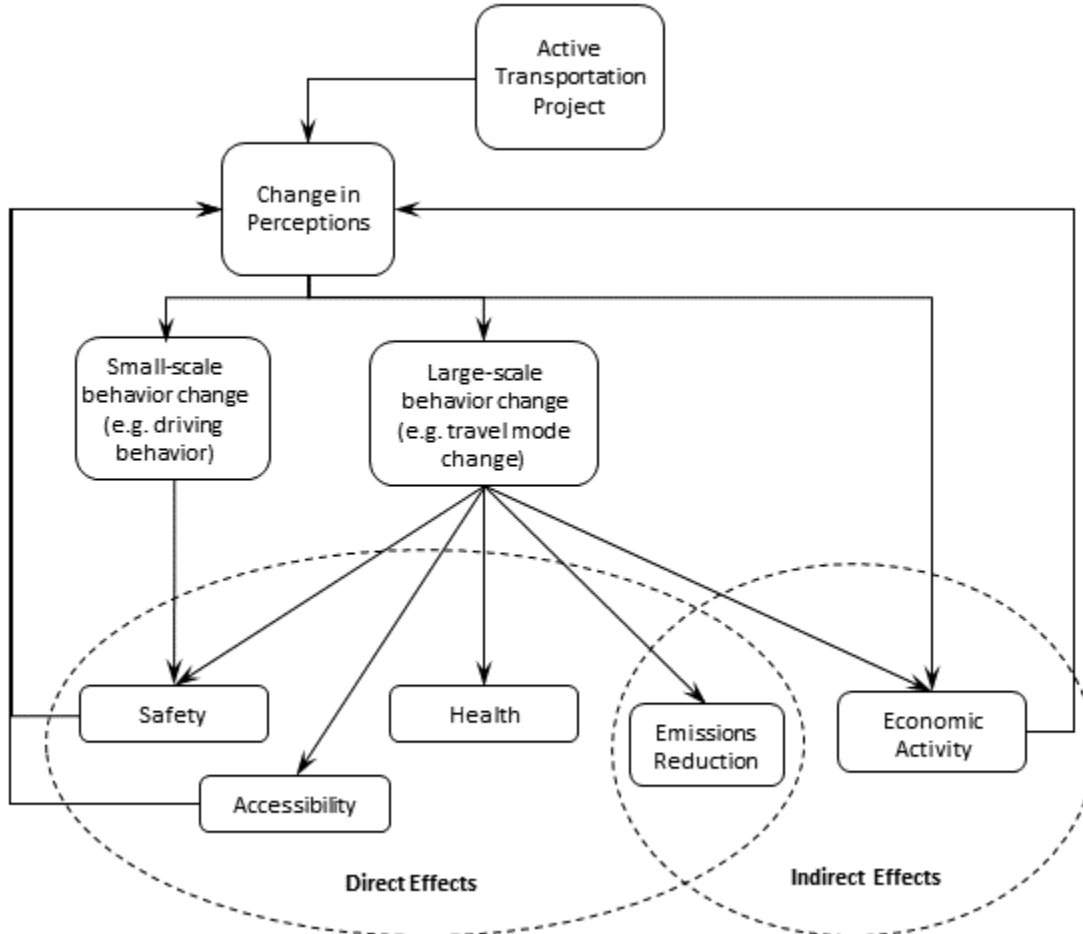 Active
Transportation
Project
Change in
Perceptions
Small-scale
behavior change
(e.g. driving
behavior)
Large-scale
behavior change
(e.g. travel mode
change)
Safety
Health
Emissions
Reduction
Economic
Activity
Accessibility
Direct Effects
Indirect Effects